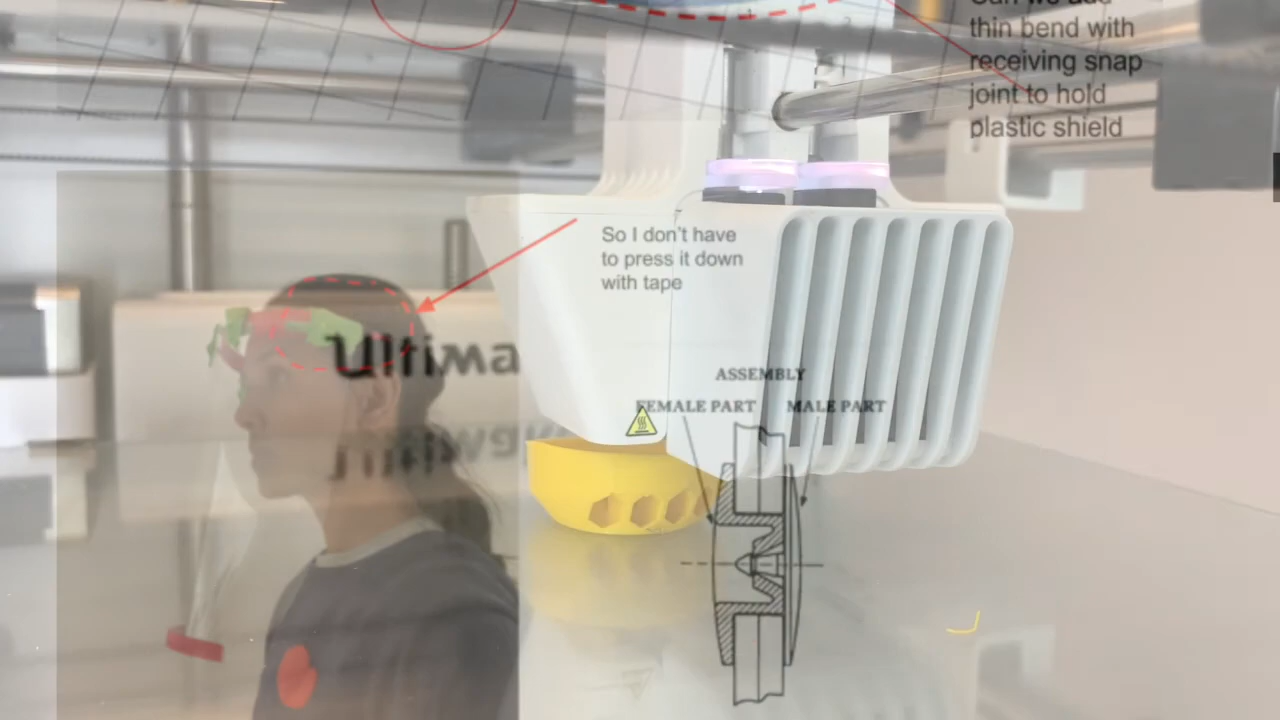 thin bend with
receiving snap
joint to hold
plastic shield
So I don't have
to press it down
with tape
Ultima
ASSEMBLY
FEMALE PART MALE PART